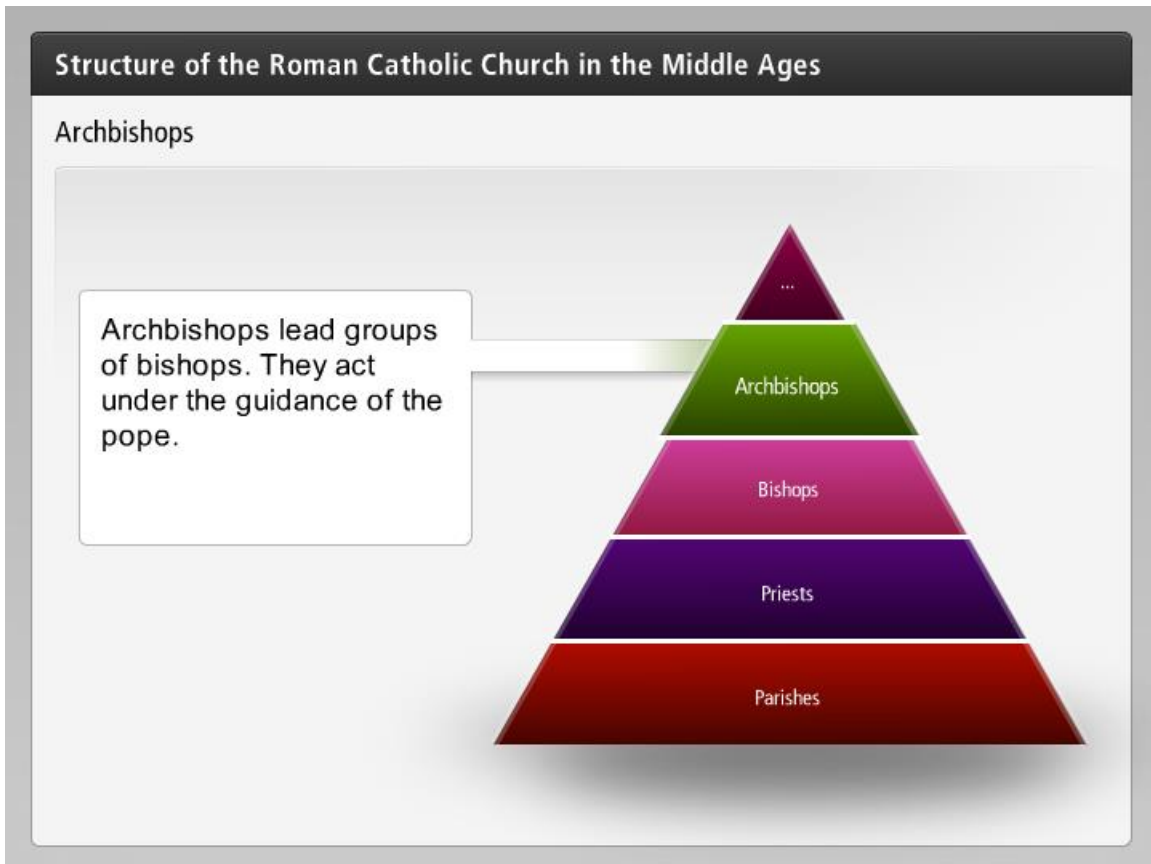 Structure of the Roman Catholic Church in the Middle Ages
Archbishops
Archbishops lead groups
of bishops. They act
under the guidance of the
pope.
...
Archbishops
Bishops
Priests
Parishes